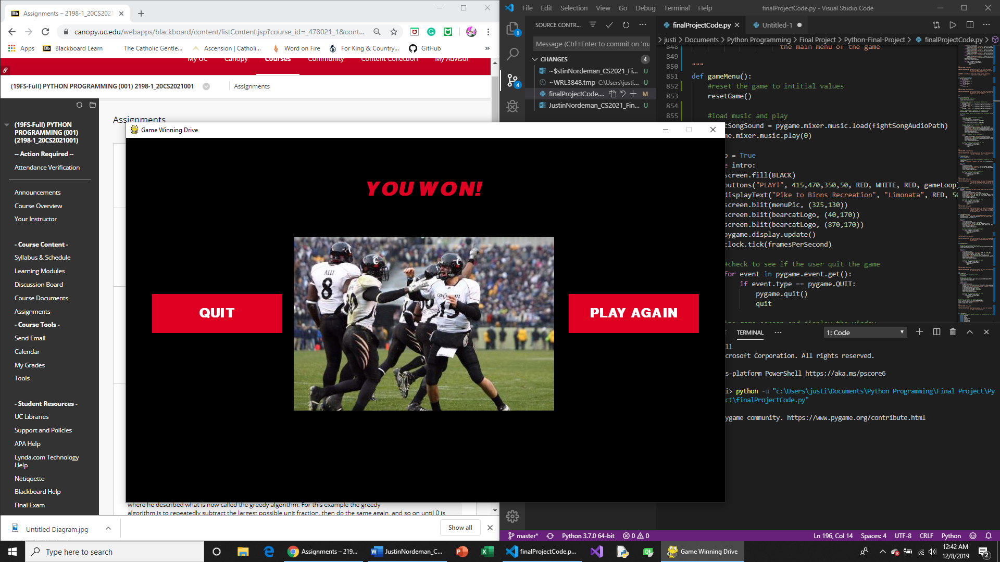 Assignments – 2198-1_20CS2021
canopy.uc.edu/webapps/blackboard/content/listContent.jsp?course_id=_478021_1&cont...
Apps
Blackboard Learn
The Catholic Gentle...
Ascension | Catholi...
Word on Fire
For King & Country...
GitHub
»
My UC
Canopy
Courses
Community
Content Collection
My Advisor
(19FS-Full) PYTHON PROGRAMMING (001) 2198-1_20CS2021001
Assignments
(19FS-Full) PYTHON
PROGRAMMING (001)
(2198-1_20CS2021001)
-- Action Required --
Attendance Verification
Announcements
Course Overview
Your Instructor
- Course Content -
Syllabus & Schedule
Learning Modules
Discussion Board
Course Documents
Assignments
- Course Tools -
Send Email
Calendar
My Grades
Tools
- Student Resources -
UC Libraries
Support and Policies
APA Help
Lynda.com Technology
Help
Netiquette
Blackboard Help
Final Exam
Assignments
where he described what is now called the greedy algorithm. For this example the greedy
algorithm is to repeatedly subtract the largest possible unit fraction, then do the same again, and so on until 0 is
Untitled Diagram.jpg
Show all
Game Winning Drive
YOU WON!
QUIT
PLAY AGAIN
ALLI
8
CINCINNATI
File Edit Selection View Go Debug Terminal Help
finalProjectCode.py - Visual Studio Code
SOURCE CONTR...
Message (Ctrl+Enter to commit on 'ma
CHANGES
4
~$stinNordeman_CS2021_Fi... U
~WRL3848.tmp C:\Users\justi... U
finalProjectCode.... M
JustinNordeman_CS2021_Fin... U
1
4
finalProjectCode.py
Untitled-1
justi > Documents > Python Programming > Final Project > Python-Final-Project > finalProjectCode.py >
848 the main menu of the game
849
850 """
851 def gameMenu():
852 #reset the game to intitial values
853 resetGame()
854
855 #load music and play
tSongSound = pygame.mixer.music.load(fightSongAudioPath)
me.mixer.music.play(0)
o = True
e intro:
screen.fill(BLACK)
buttons("PLAY!", 415,470,350,50, RED, WHITE, RED, gameLoop
displayText("Pike to Binns Recreation", "Limonata", RED, 50
screen.blit(menuPic, (325,130))
screen.blit(bearcatLogo, (40,170))
screen.blit(bearcatLogo, (870,170))
pygame.display.update()
clock.tick(framesPerSecond)
#check to see if the user quit the game
for event in pygame.event.get():
if event.type == pygame.QUIT:
pygame.quit()
quit
TERMINAL
1: Code
ll
crosoft Corporation. All rights reserved.
s-platform PowerShell https://aka.ms/pscore6
i> python -u "c:\Users\justi\Documents\Python Programming\Final Project\Py
ct\finalProjectCode.py"
ygame community. https://www.pygame.org/contribute.html
master*
Python 3.7.0 64-bit
0
0
Ln 196, Col 14
Spaces: 4
UTF-8
CRLF
Python
Type here to search
Assignments – 219...
JustinNordeman_C...
finalProjectCode.p...
Game Winning Drive
12:42 AM
12/8/2019
2